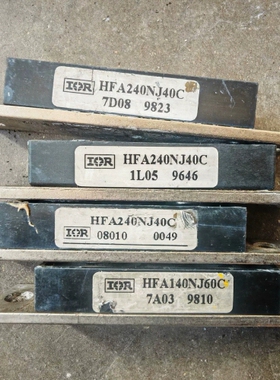 IOR HFA240NJ40C
7D08 9823
IOR HFA240NJ40C
1L05 9646
IOR HFA240NJ40C
08010 0049
IOR HFA140NJ60C
7A03 9810